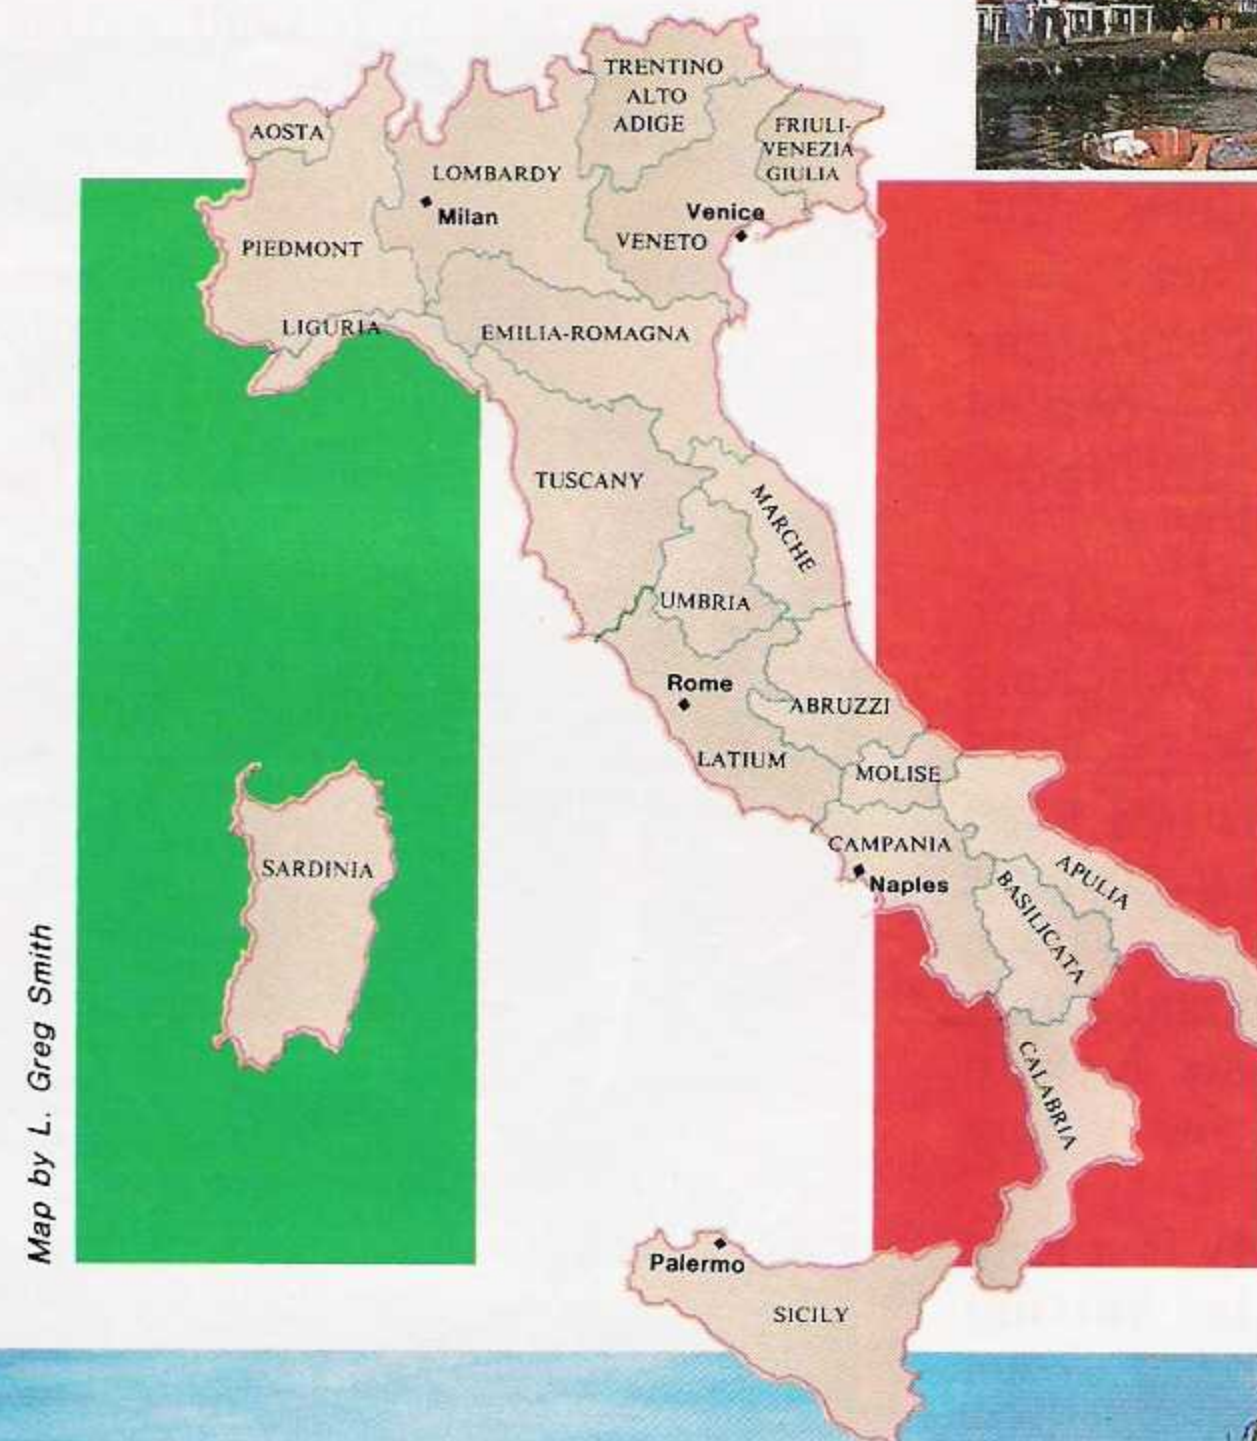 TRENTINO
ALTO
ADIGE
AOSTA
FRIULI-
VENEZIA
GIULIA
LOMBARDY
Milan
Venice
VENETO
PIEDMONT
LIGURIA
EMILIA-ROMAGNA
TUSCANY
MARCHE
UMBRIA
Rome
ABRUZZI
LATIUM
MOLISE
CAMPANIA
Naples
APULIA
BASILICATA
SARDINIA
CALABRIA
Palermo
SICILY
Map by L. Greg Smith